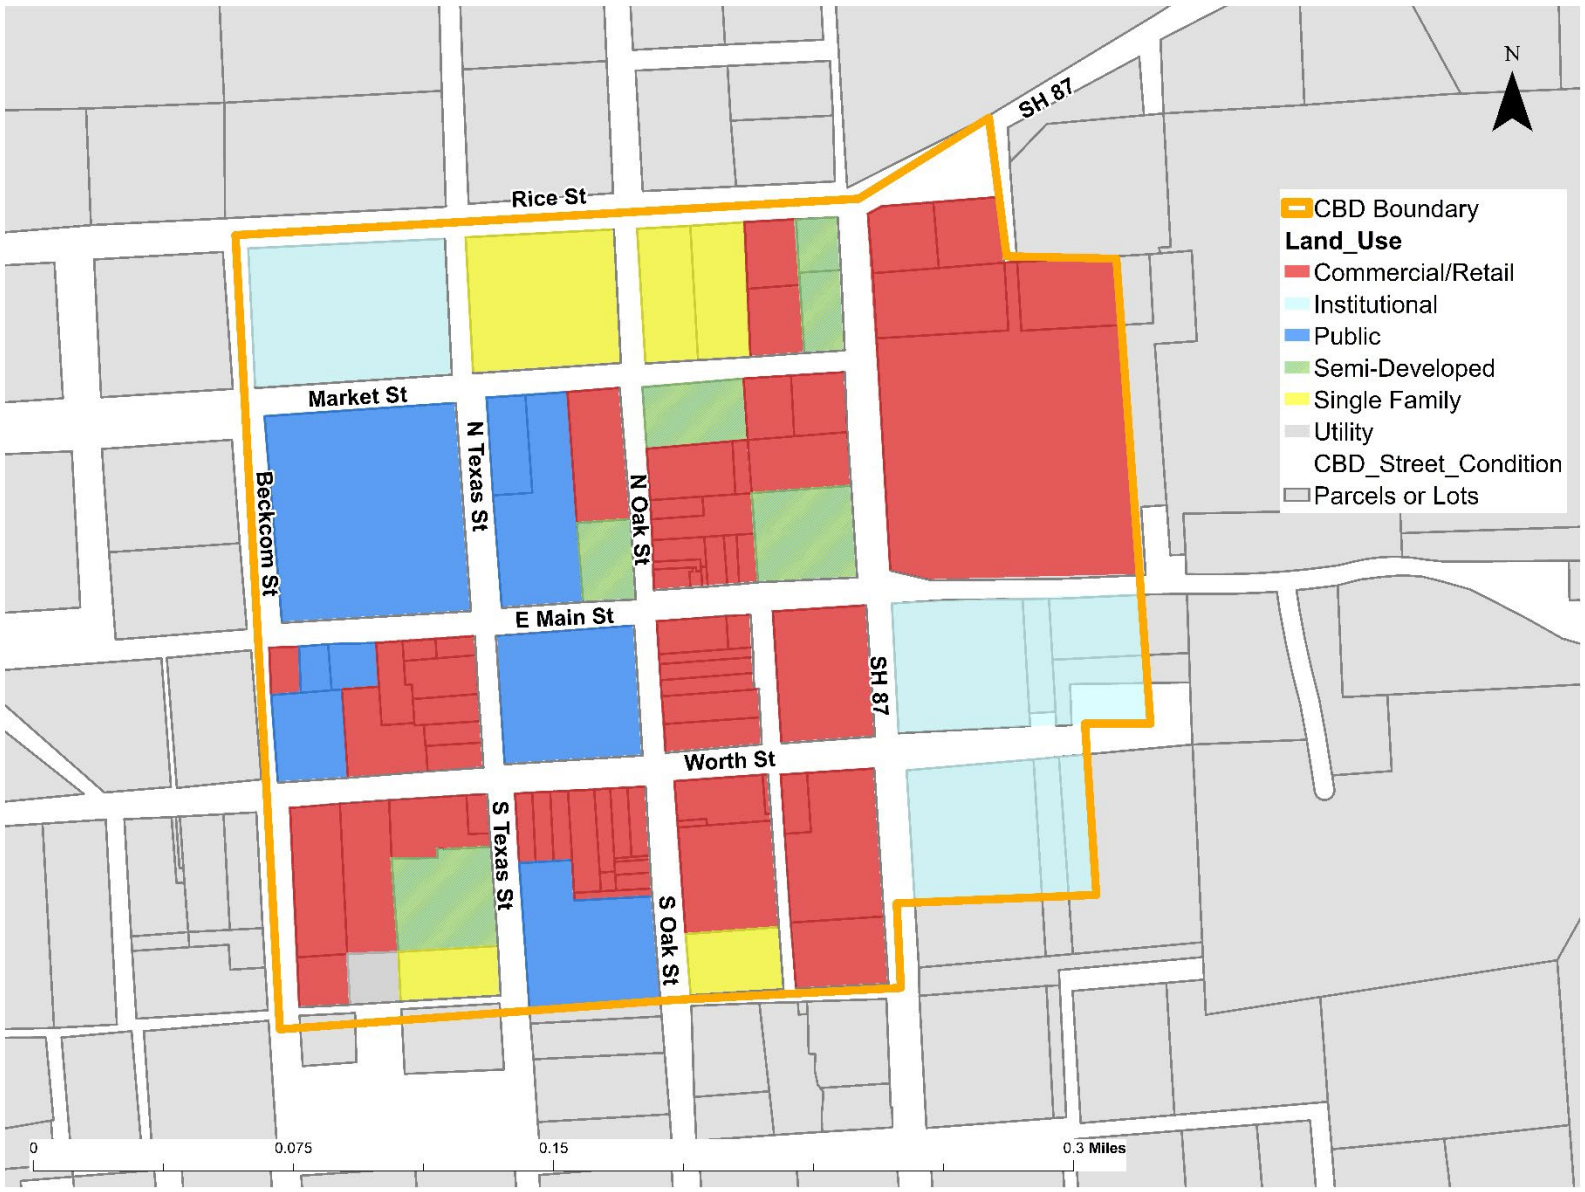 N
SH 87
Rice St
CBD Boundary
Land_Use
Commercial/Retail
Institutional
Public
Semi-Developed
Single Family
Utility
CBD_Street_Condition
Parcels or Lots
Market St
N Texas St
Beckcom St
N Oak St
E Main St
SH 87
Worth St
S Texas St
S Oak St
0 0.075 0.15 0.3 Miles